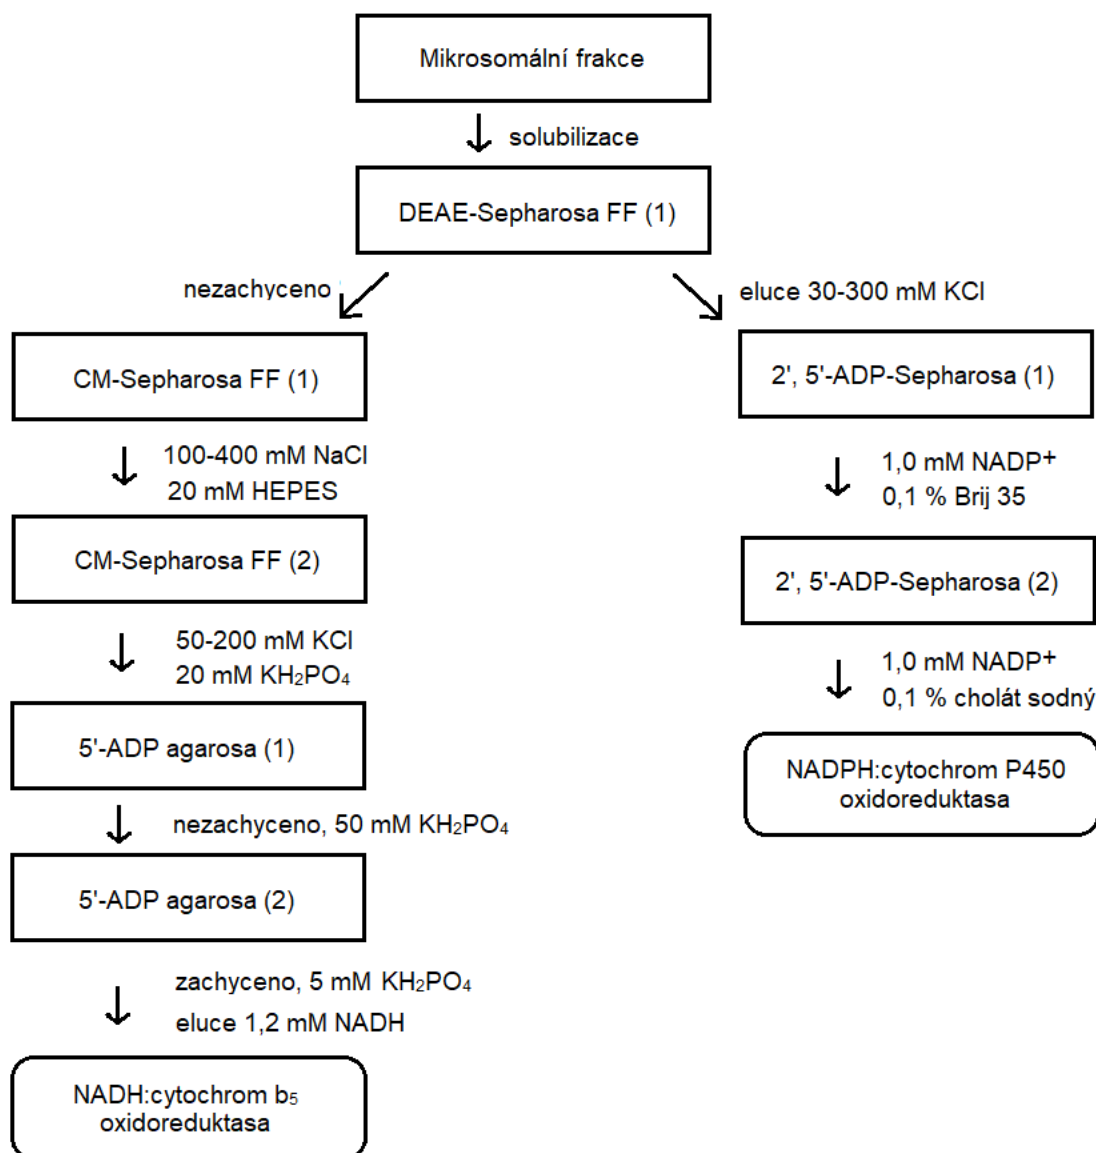 Mikrosomální frakce
solubilizace
DEAE-Sepharosa FF (1)
nezachyceno
eluce 30-300 mM KCl
CM-Sepharosa FF (1)
2', 5'-ADP-Sepharosa (1)
100-400 mM NaCl
20 mM HEPES
1,0 mM NADP⁺
0,1 % Brij 35
CM-Sepharosa FF (2)
2', 5'-ADP-Sepharosa (2)
50-200 mM KCl
20 mM KH₂PO₄
1,0 mM NADP⁺
0,1 % cholát sodný
5'-ADP agarosa (1)
NADPH:cytochrom P450
oxidoreduktasa
nezachyceno, 50 mM KH₂PO₄
5'-ADP agarosa (2)
zachyceno, 5 mM KH₂PO₄
eluce 1,2 mM NADH
NADH:cytochrom b₅
oxidoreduktasa